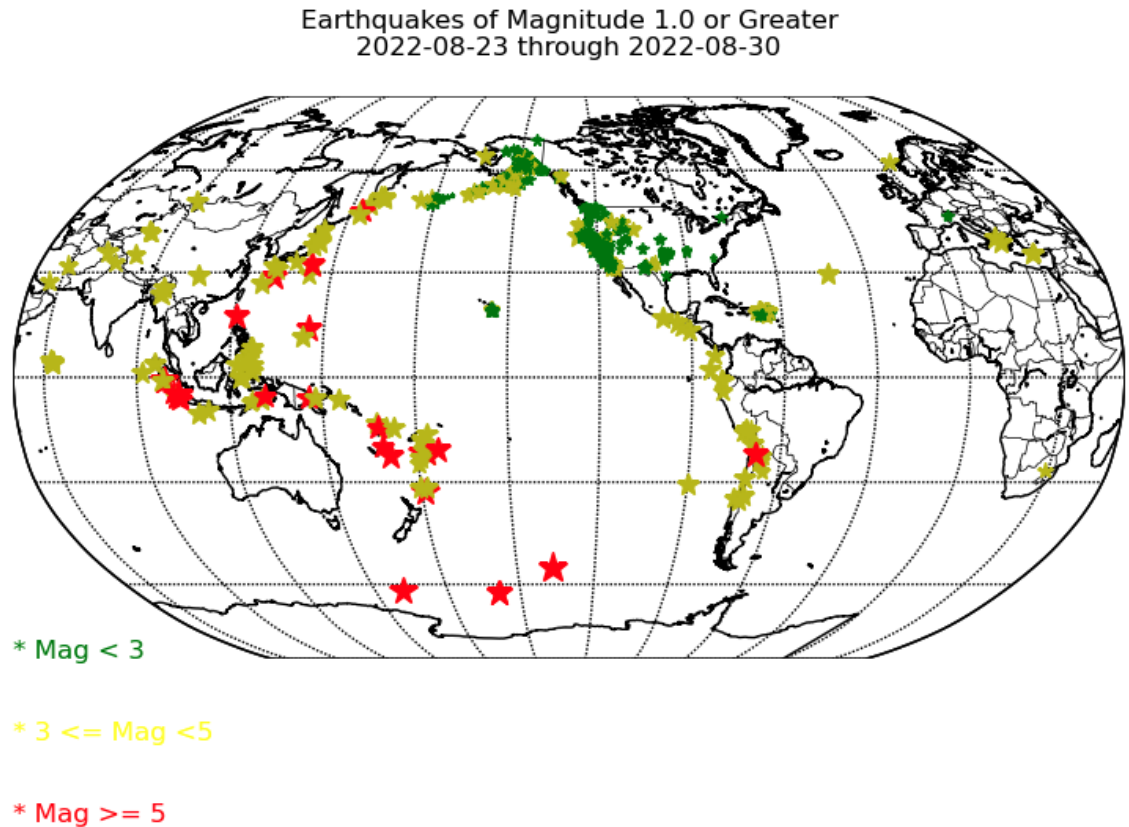 Earthquakes of Magnitude 1.0 or Greater
2022-08-23 through 2022-08-30
* Mag < 3
* 3 <= Mag <5
* Mag >= 5